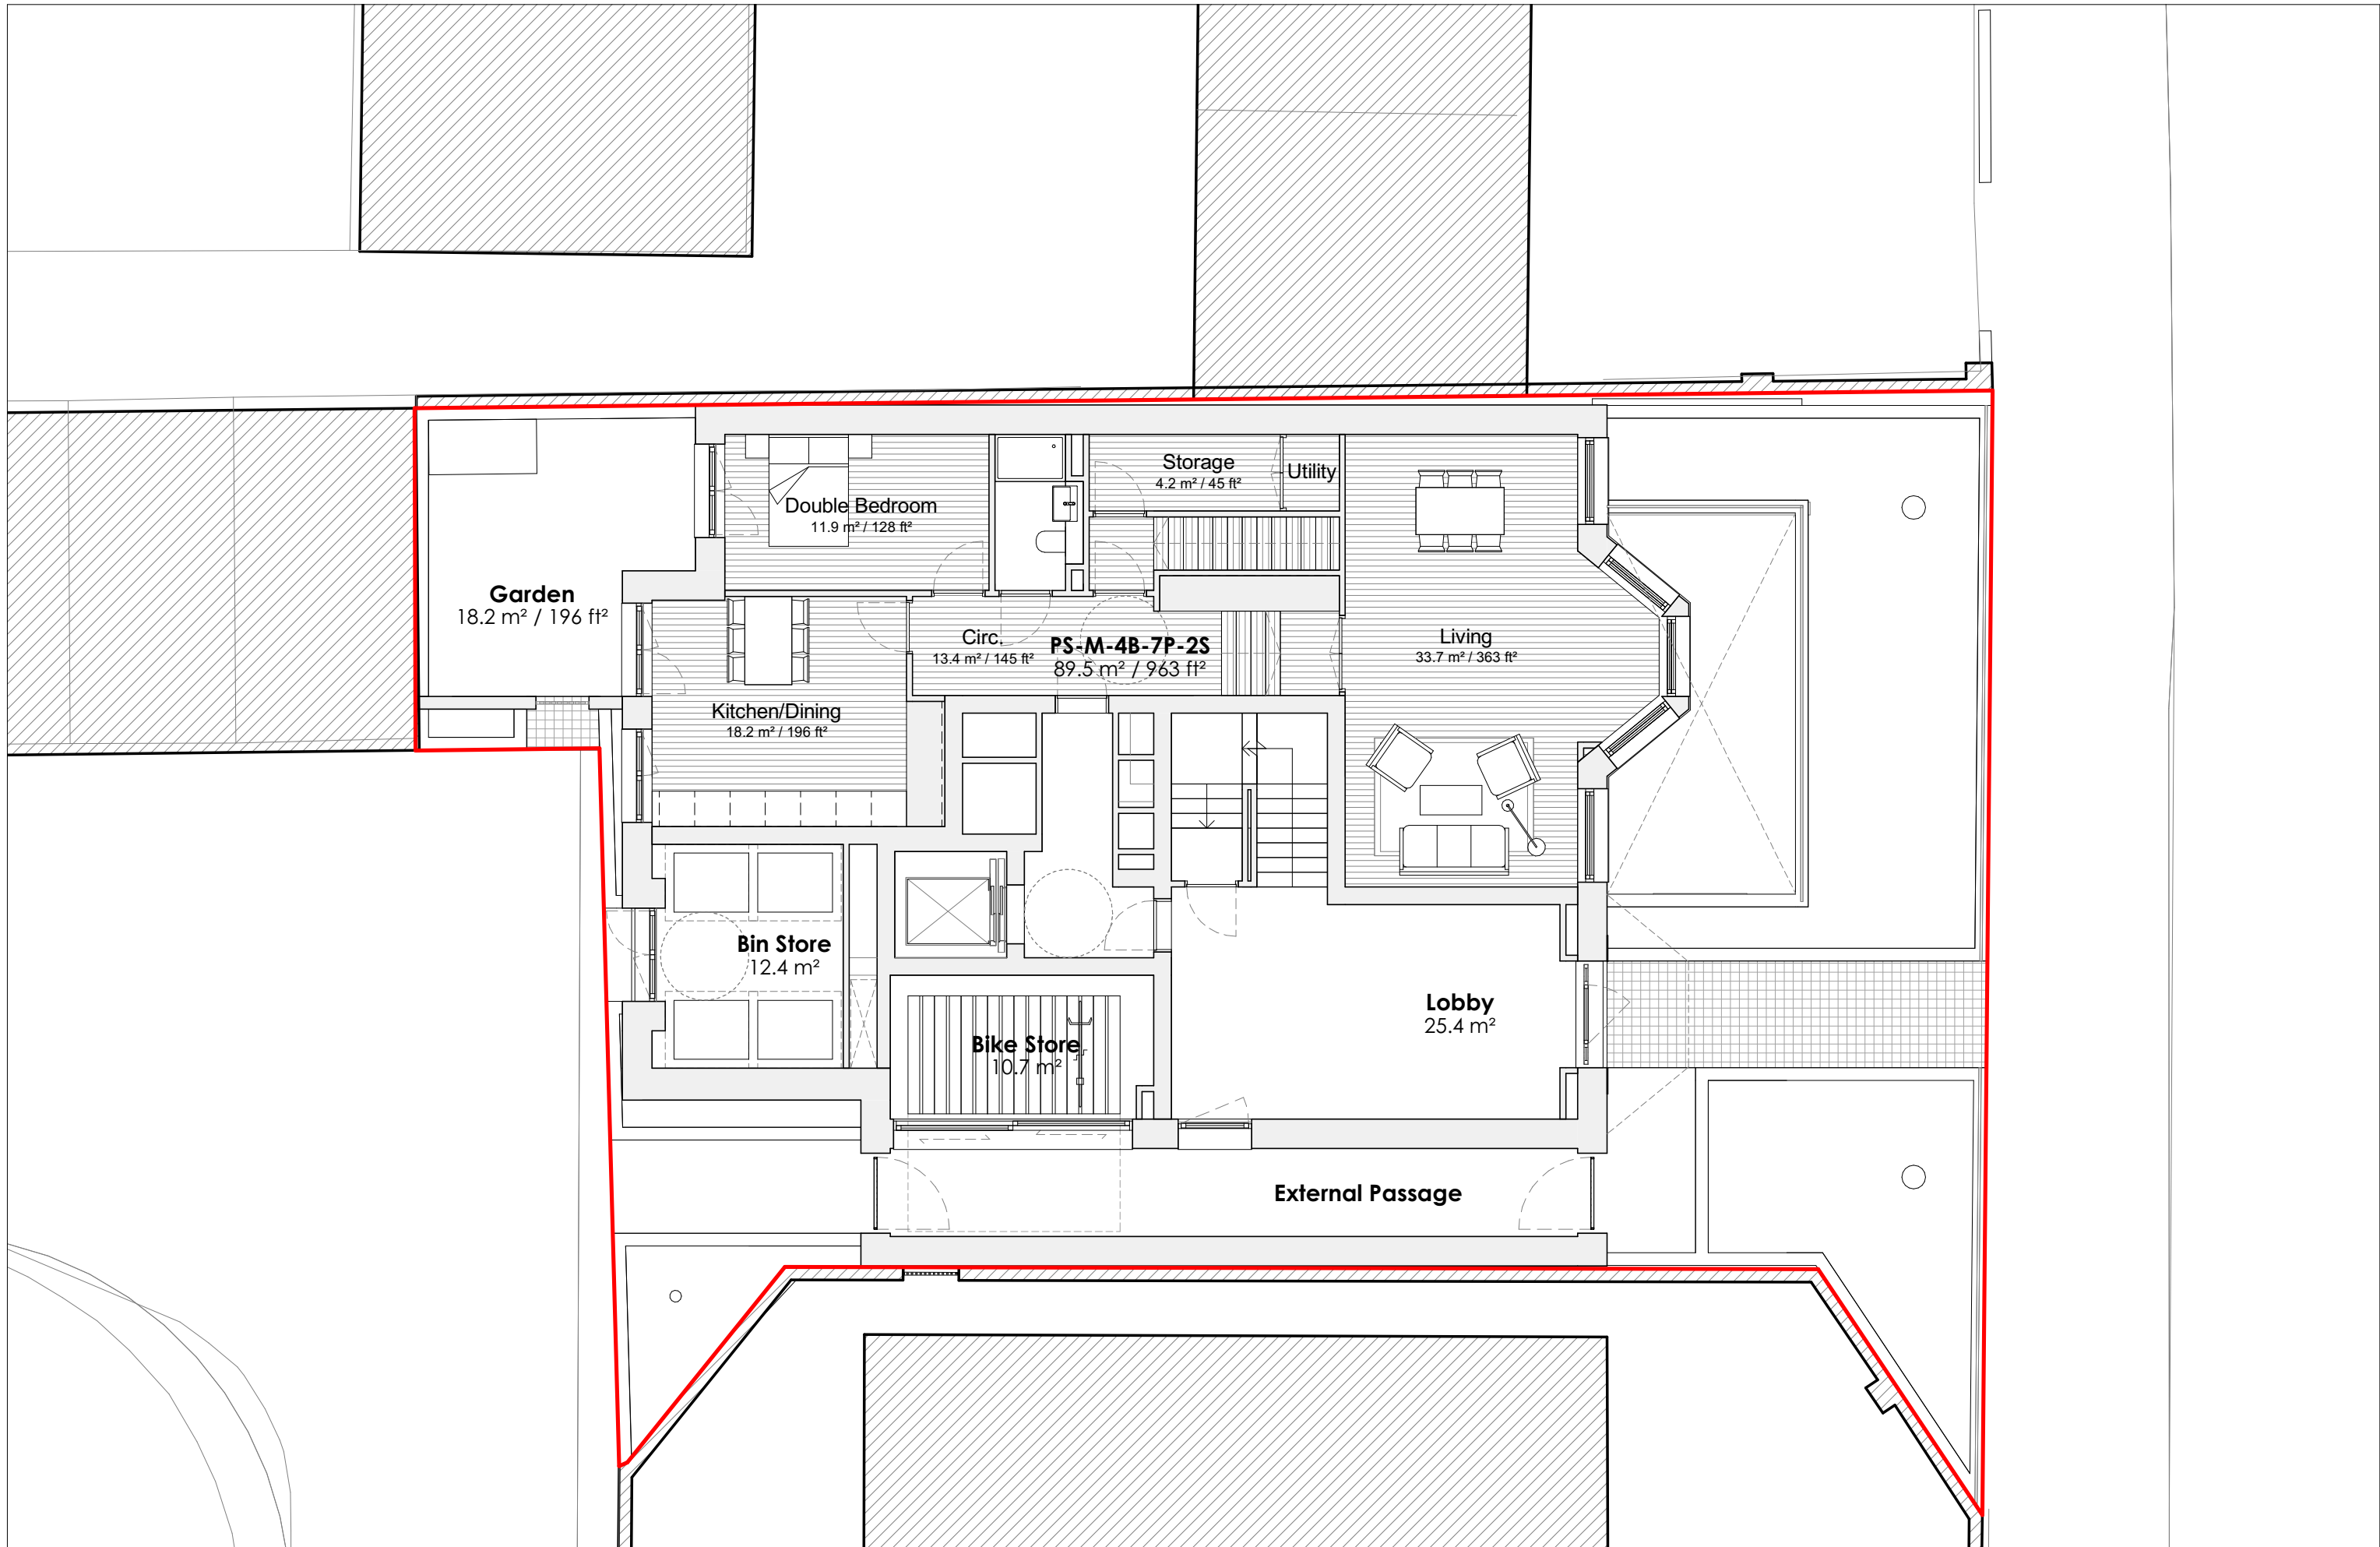 Storage
4.2 m² / 45 ft²
Utility
Double Bedroom
11.9 m² / 128 ft²
Garden
18.2 m² / 196 ft²
Circ.
13.4 m² / 145 ft²
PS-M-4B-7P-2S
89.5 m² / 963 ft²
Living
33.7 m² / 363 ft²
Kitchen/Dining
18.2 m² / 196 ft²
Bin Store
12.4 m²
Lobby
25.4 m²
Bike Store
10.7 m²
External Passage